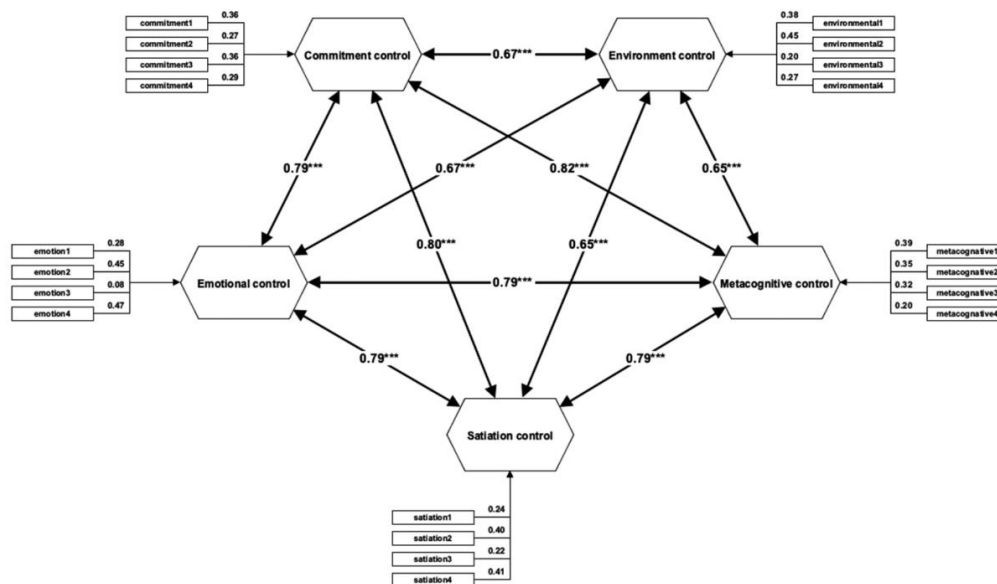 commitment1 0.36
commitment2 0.27
commitment3 0.36
commitment4 0.29
Commitment control
0.67***
Environment control
0.38 environmental1
0.45 environmental2
0.20 environmental3
0.27 environmental4
0.79***
0.67***
0.82***
0.65***
0.80***
0.65***
emotion1 0.28
emotion2 0.45
emotion3 0.08
emotion4 0.47
Emotional control
0.79***
Metacognitive control
0.39 metacognative1
0.35 metacognative2
0.32 metacognative3
0.20 metacognative4
0.79***
0.79***
Satiation control
satiation1 0.24
satiation2 0.40
satiation3 0.22
satiation4 0.41